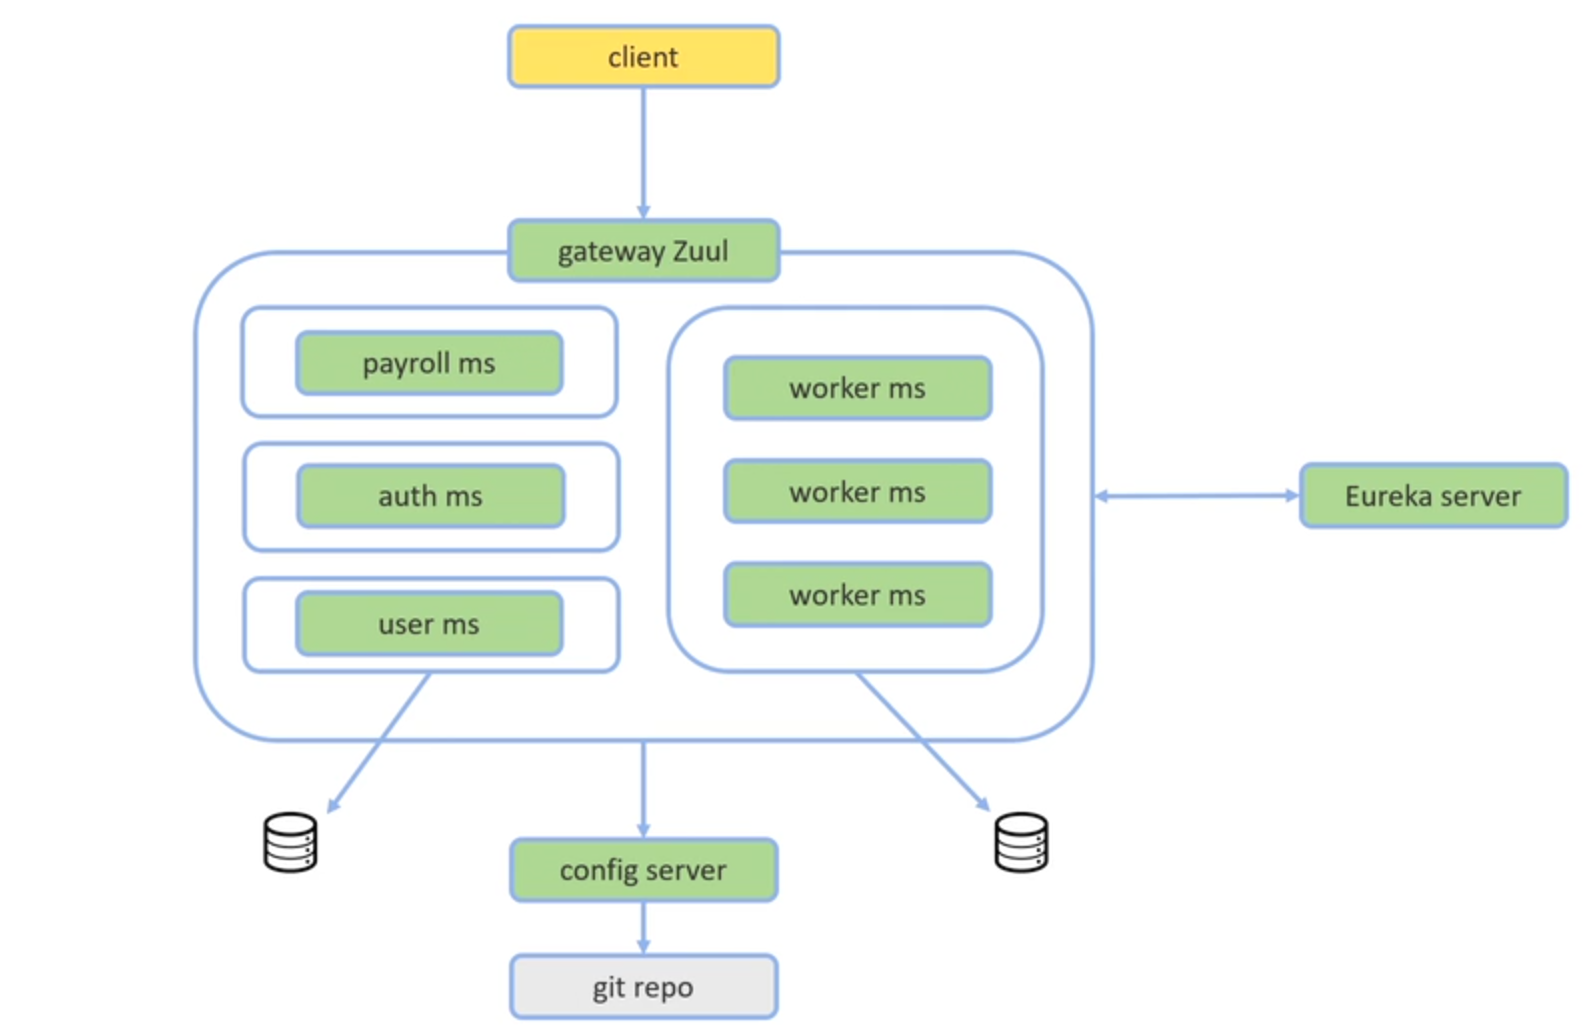 client
gateway Zuul
payroll ms
auth ms
user ms
worker ms
worker ms
worker ms
Eureka server
config server
git repo